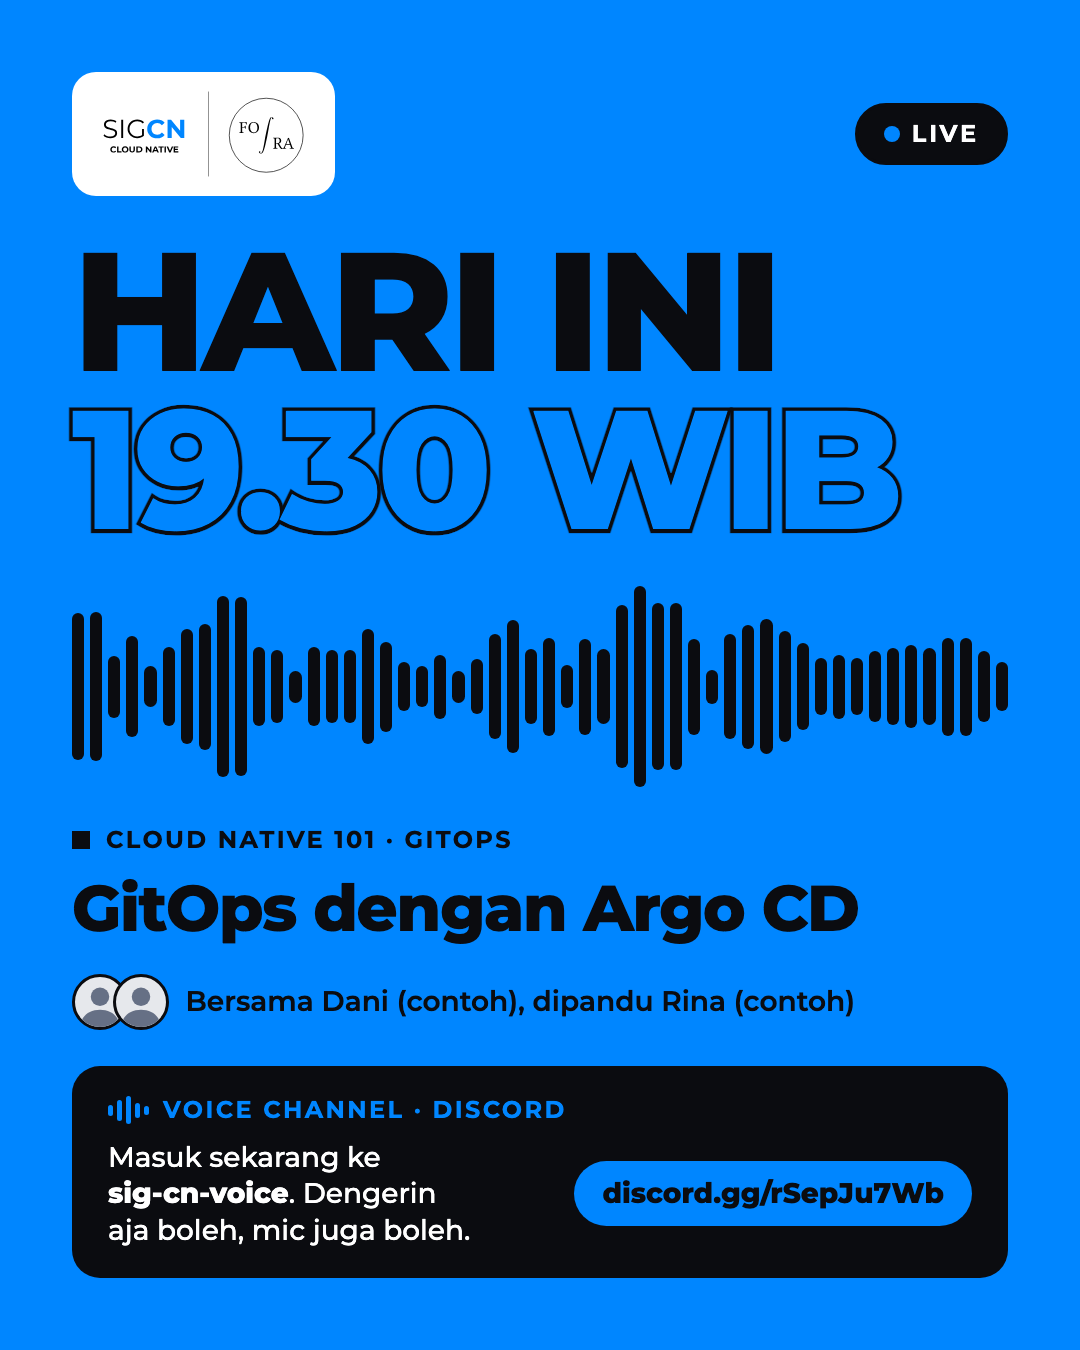 SIGCN
CLOUD NATIVE
FO
RA
LIVE
HARI INI
19.30 WIB
CLOUD NATIVE 101 · GITOPS
GitOps dengan Argo CD
Bersama Dani (contoh), dipandu Rina (contoh)
VOICE CHANNEL · DISCORD
Masuk sekarang ke
sig-cn-voice. Dengerin
aja boleh, mic juga boleh.
discord.gg/rSepJu7Wb